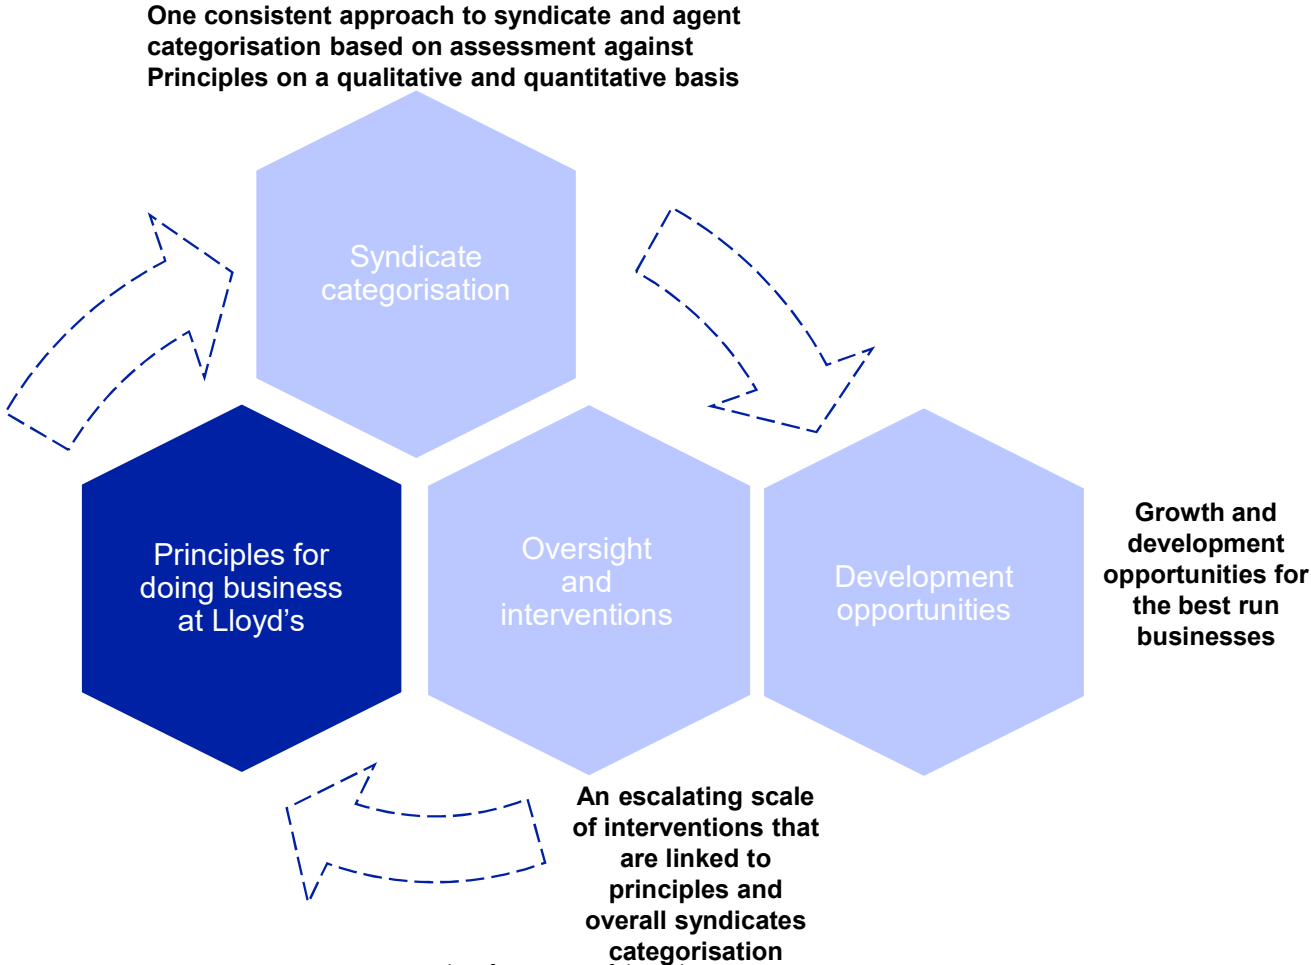 One consistent approach to syndicate and agent
categorisation based on assessment against
Principles on a qualitative and quantitative basis
Syndicate
categorisation
Principles for
doing business
at Lloyd’s
Oversight
and
interventions
Development
opportunities
Growth and
development
opportunities for
the best run
businesses
An escalating scale
of interventions that
are linked to
principles and
overall syndicates
categorisation